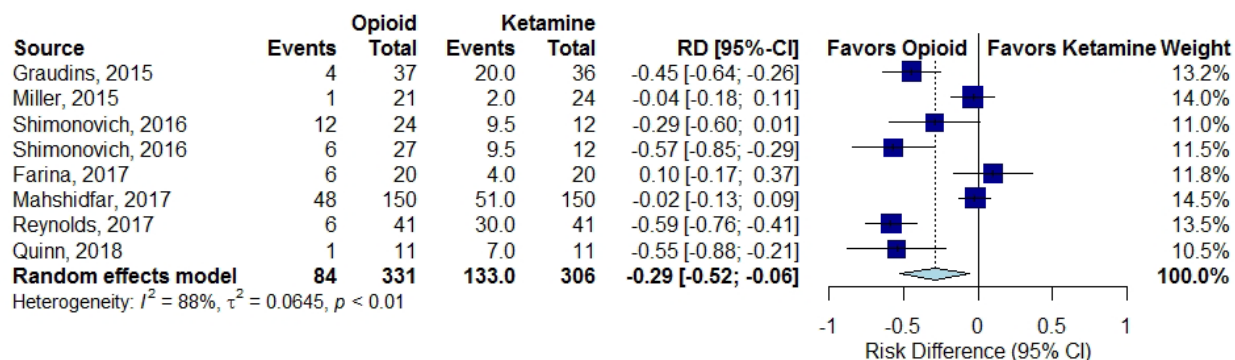 Opioid Ketamine
Source Events Total Events Total RD [95%-CI] Favors Opioid Favors Ketamine Weight
Graudins, 2015 4 37 20.0 36 -0.45 [-0.64; -0.26] 13.2%
Miller, 2015 1 21 2.0 24 -0.04 [-0.18; 0.11] 14.0%
Shimonovich, 2016 12 24 9.5 12 -0.29 [-0.60; 0.01] 11.0%
Shimonovich, 2016 6 27 9.5 12 -0.57 [-0.85; -0.29] 11.5%
Farina, 2017 6 20 4.0 20 0.10 [-0.17; 0.37] 11.8%
Mahshidfar, 2017 48 150 51.0 150 -0.02 [-0.13; 0.09] 14.5%
Reynolds, 2017 6 41 30.0 41 -0.59 [-0.76; -0.41] 13.5%
Quinn, 2018 1 11 7.0 11 -0.55 [-0.88; -0.21] 10.5%
Random effects model 84 331 133.0 306 -0.29 [-0.52; -0.06] 100.0%
Heterogeneity: I² = 88%, τ² = 0.0645, p < 0.01
-1 -0.5 0 0.5 1
Risk Difference (95% CI)